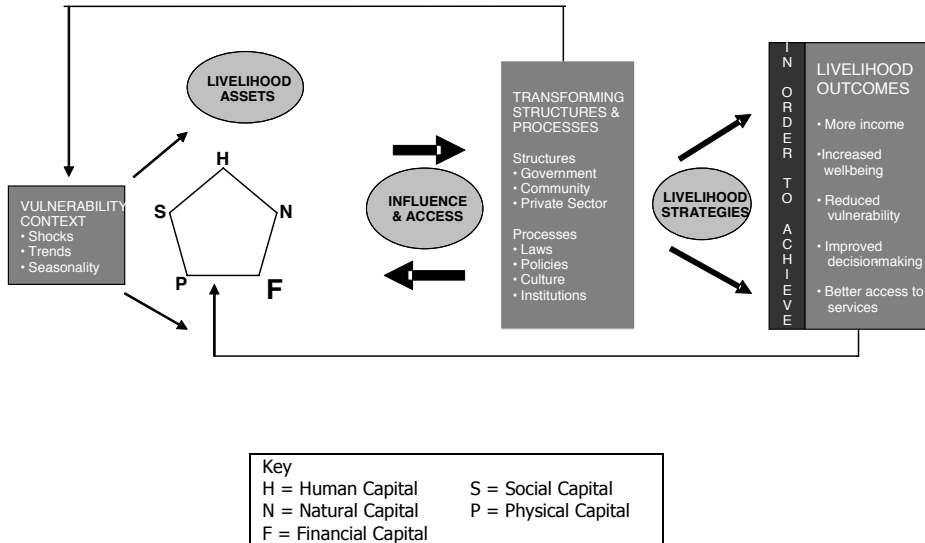 VULNERABILITY
CONTEXT
• Shocks
• Trends
• Seasonality
LIVELIHOOD
ASSETS
H
S
N
P
F
INFLUENCE
& ACCESS
TRANSFORMING
STRUCTURES &
PROCESSES
Structures
• Government
• Community
• Private Sector
Processes
• Laws
• Policies
• Culture
• Institutions
LIVELIHOOD
STRATEGIES
IN ORDER TO ACHIEVE
LIVELIHOOD
OUTCOMES
• More income
•Increased
well-being
• Reduced
vulnerability
• Improved
decision-making
• Better access to
services
Key
H = Human Capital S = Social Capital
N = Natural Capital P = Physical Capital
F = Financial Capital